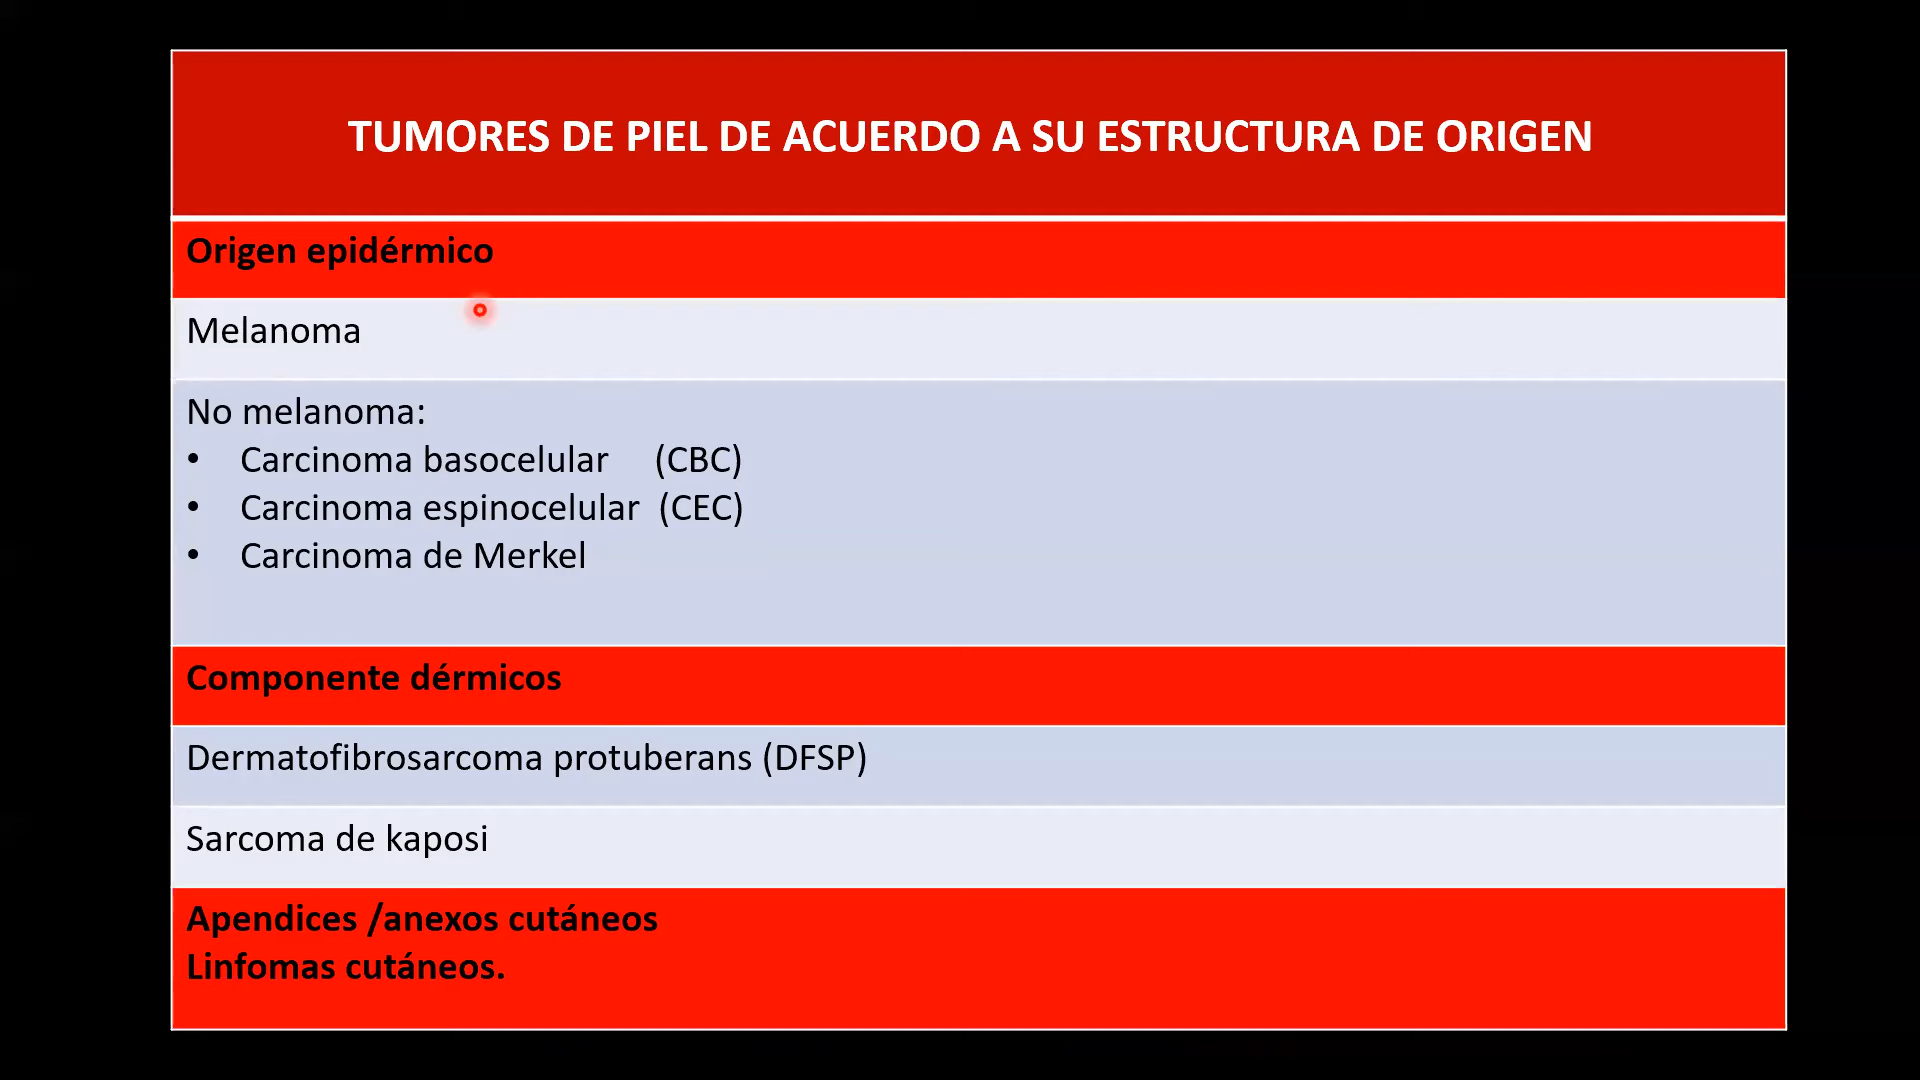 TUMORES DE PIEL DE ACUERDO A SU ESTRUCTURA DE ORIGEN
Origen epidérmico
Melanoma
No melanoma:
• Carcinoma basocelular (CBC)
• Carcinoma espinocelular (CEC)
• Carcinoma de Merkel
Componente dérmicos
Dermatofibrosarcoma protuberans (DFSP)
Sarcoma de kaposi
Apendices /anexos cutáneos
Linfomas cutáneos.